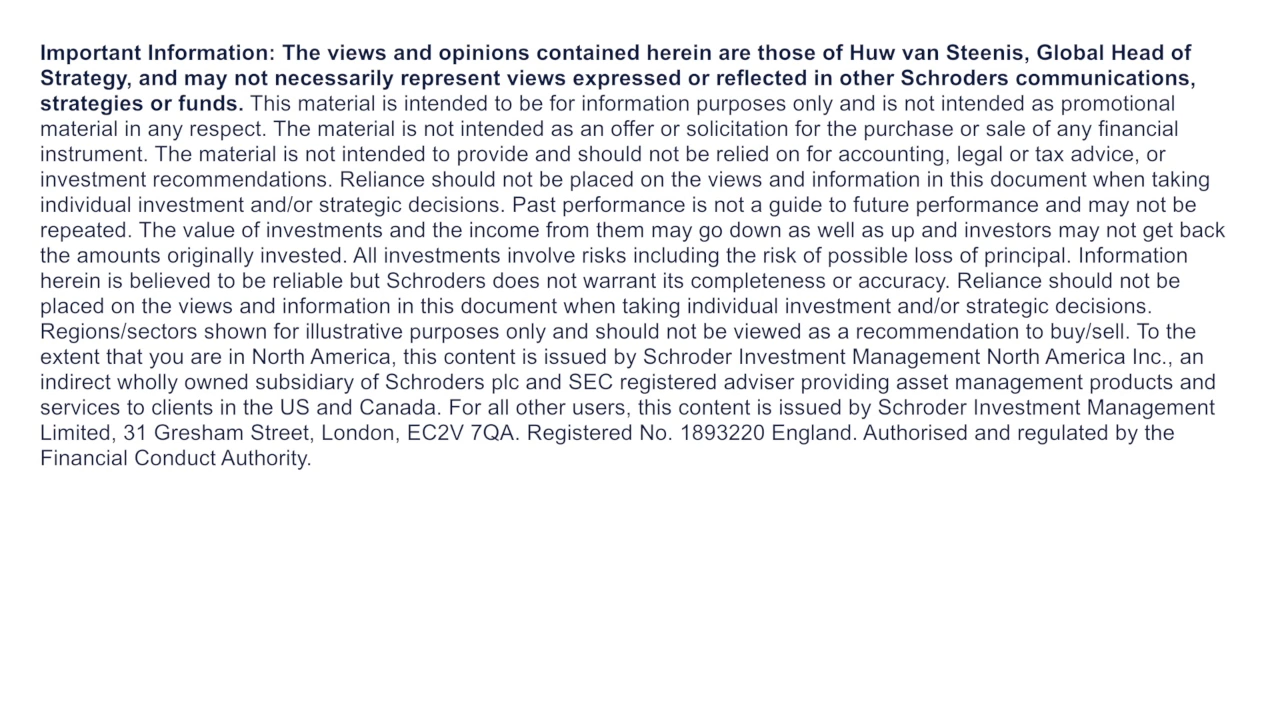 Important Information: The views and opinions contained herein are those of Huw van Steenis, Global Head of
Strategy, and may not necessarily represent views expressed or reflected in other Schroders communications,
strategies or funds. This material is intended to be for information purposes only and is not intended as promotional
material in any respect. The material is not intended as an offer or solicitation for the purchase or sale of any financial
instrument. The material is not intended to provide and should not be relied on for accounting, legal or tax advice, or
investment recommendations. Reliance should not be placed on the views and information in this document when taking
individual investment and/or strategic decisions. Past performance is not a guide to future performance and may not be
repeated. The value of investments and the income from them may go down as well as up and investors may not get back
the amounts originally invested. All investments involve risks including the risk of possible loss of principal. Information
herein is believed to be reliable but Schroders does not warrant its completeness or accuracy. Reliance should not be
placed on the views and information in this document when taking individual investment and/or strategic decisions.
Regions/sectors shown for illustrative purposes only and should not be viewed as a recommendation to buy/sell. To the
extent that you are in North America, this content is issued by Schroder Investment Management North America Inc., an
indirect wholly owned subsidiary of Schroders plc and SEC registered adviser providing asset management products and
services to clients in the US and Canada. For all other users, this content is issued by Schroder Investment Management
Limited, 31 Gresham Street, London, EC2V 7QA. Registered No. 1893220 England. Authorised and regulated by the
Financial Conduct Authority.